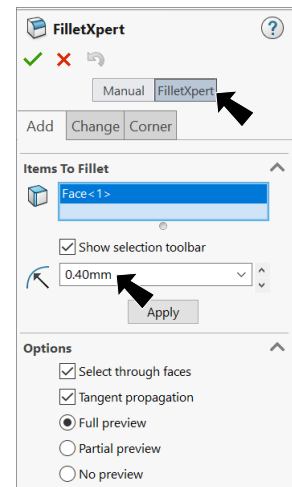 FilletXpert
Manual FilletXpert
Add Change Corner
Items To Fillet
Face<1>
Show selection toolbar
0.40mm
Apply
Options
Select through faces
Tangent propagation
Full preview
Partial preview
No preview